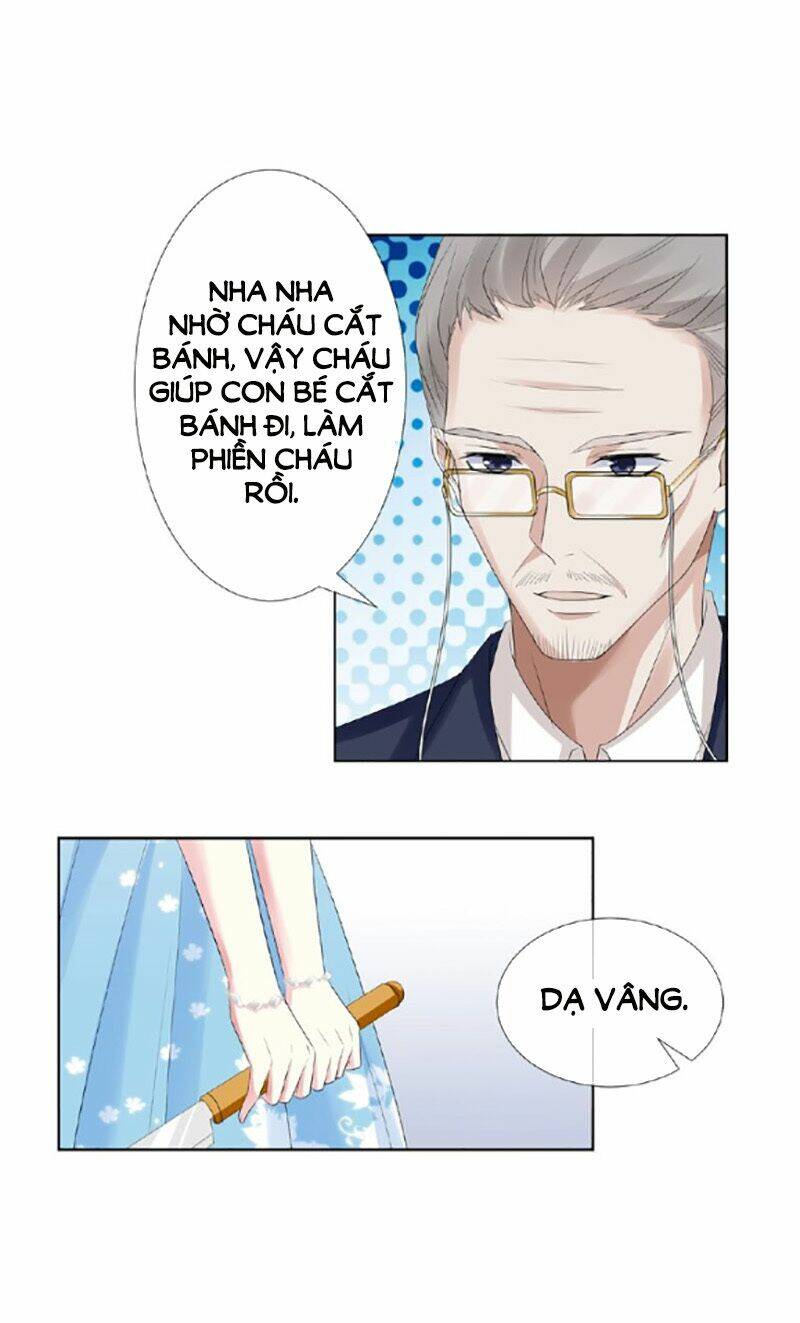 NHA NHA
NHỜ CHÁU CẮT
BÁNH, VẬY CHÁU
GIÚP CON BÉ CẮT
BÁNH ĐI, LÀM
PHIỀN CHÁU
RỒI.
DẠ VÂNG.